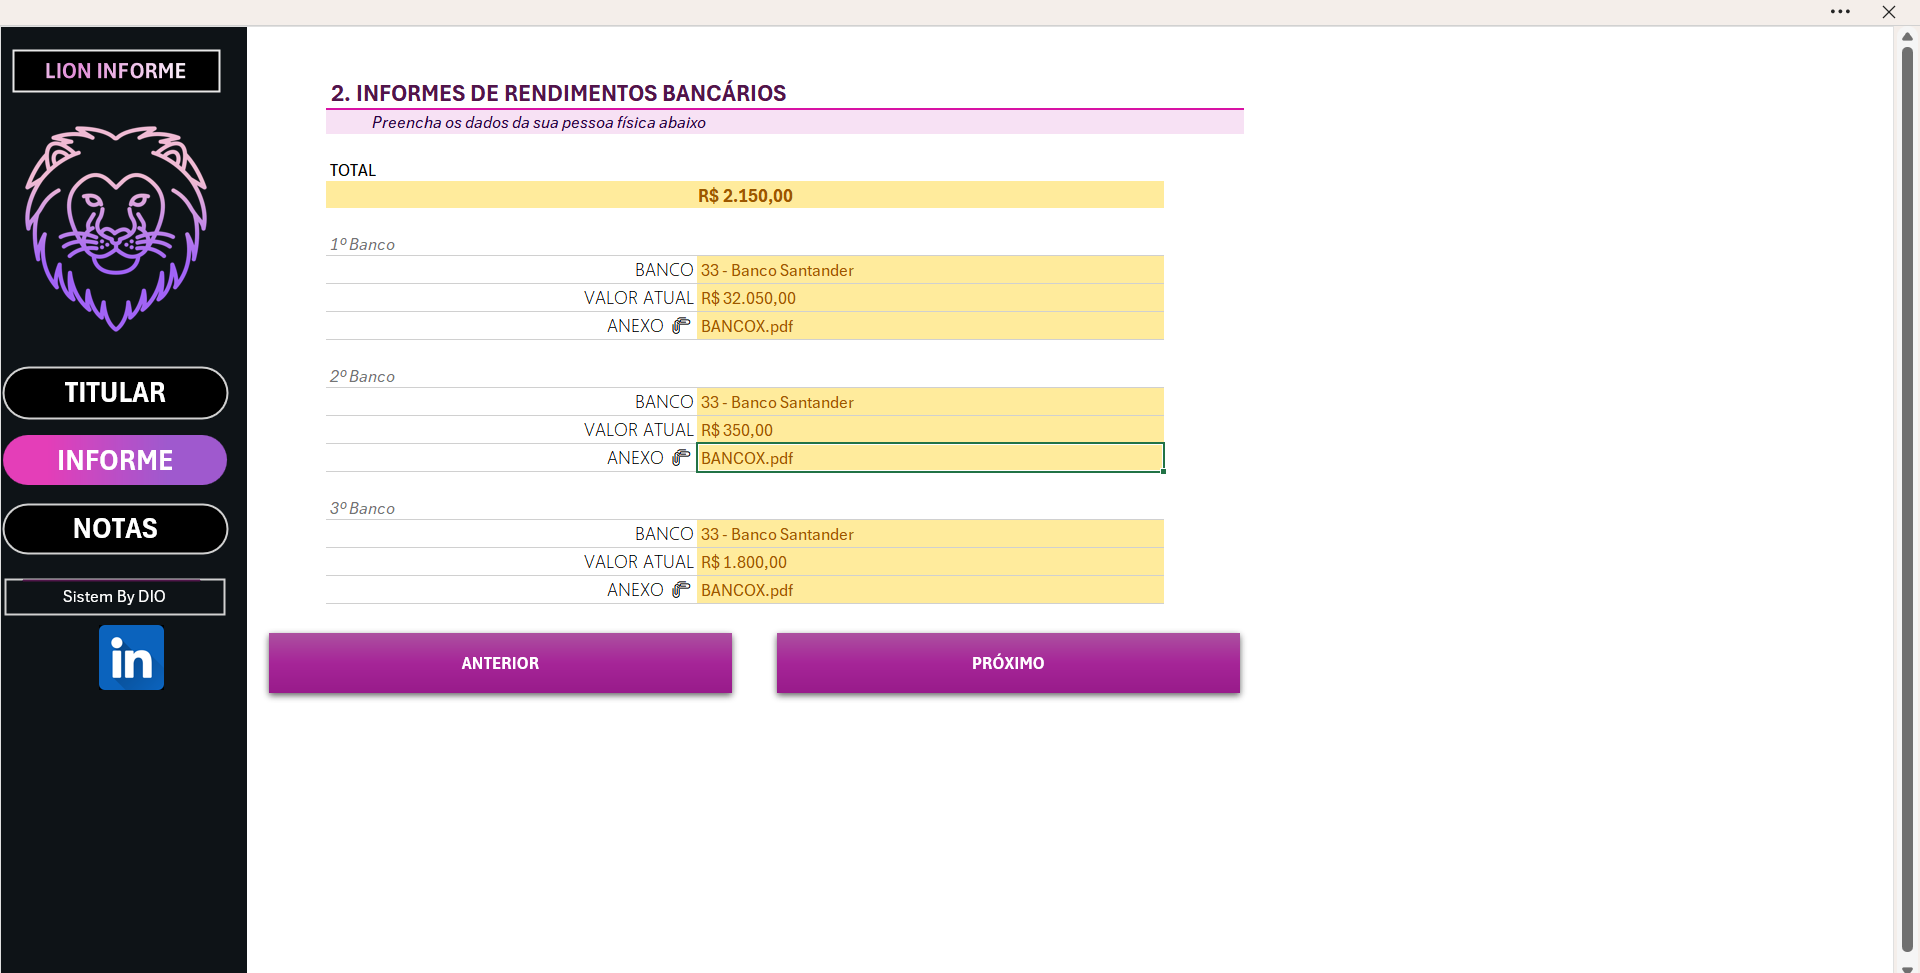 LION INFORME
TITULAR
INFORME
NOTAS
Sistem By DIO
in
2. INFORMES DE RENDIMENTOS BANCÁRIOS
Preencha os dados da sua pessoa física abaixo
TOTAL
R$ 2.150,00
1º Banco
BANCO 33 - Banco Santander
VALOR ATUAL R$ 32.050,00
ANEXO BANCOX.pdf
2º Banco
BANCO 33 - Banco Santander
VALOR ATUAL R$ 350,00
ANEXO BANCOX.pdf
3º Banco
BANCO 33 - Banco Santander
VALOR ATUAL R$ 1.800,00
ANEXO BANCOX.pdf
ANTERIOR PRÓXIMO